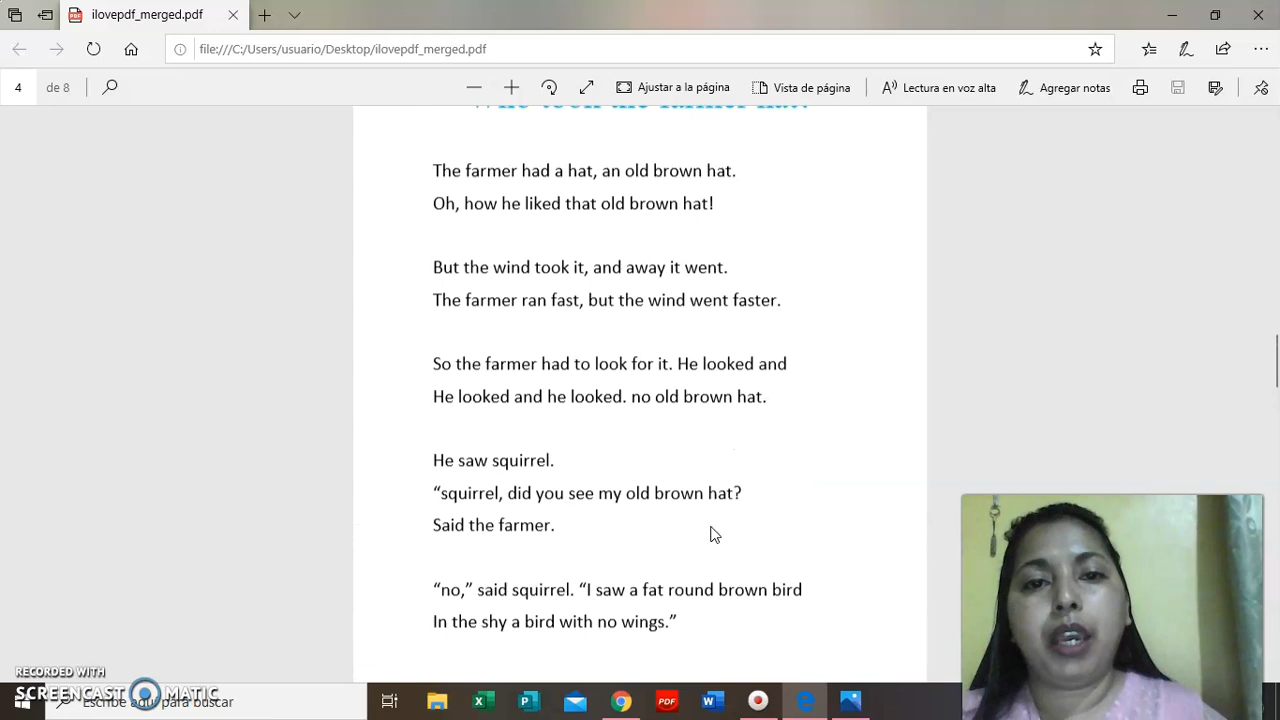 ilovepdf_merged.pdf
file:///C:/Users/usuario/Desktop/ilovepdf_merged.pdf
4 de 8 Ajustar a la página Vista de página Lectura en voz alta Agregar notas
Who took the farmer hat?
The farmer had a hat, an old brown hat.
Oh, how he liked that old brown hat!
But the wind took it, and away it went.
The farmer ran fast, but the wind went faster.
So the farmer had to look for it. He looked and
He looked and he looked. no old brown hat.
He saw squirrel.
“squirrel, did you see my old brown hat?
Said the farmer.
“no,” said squirrel. “I saw a fat round brown bird
In the shy a bird with no wings.”
RECORDED WITH
SCREENCAST MATIC
Escribe aquí para buscar
PDF